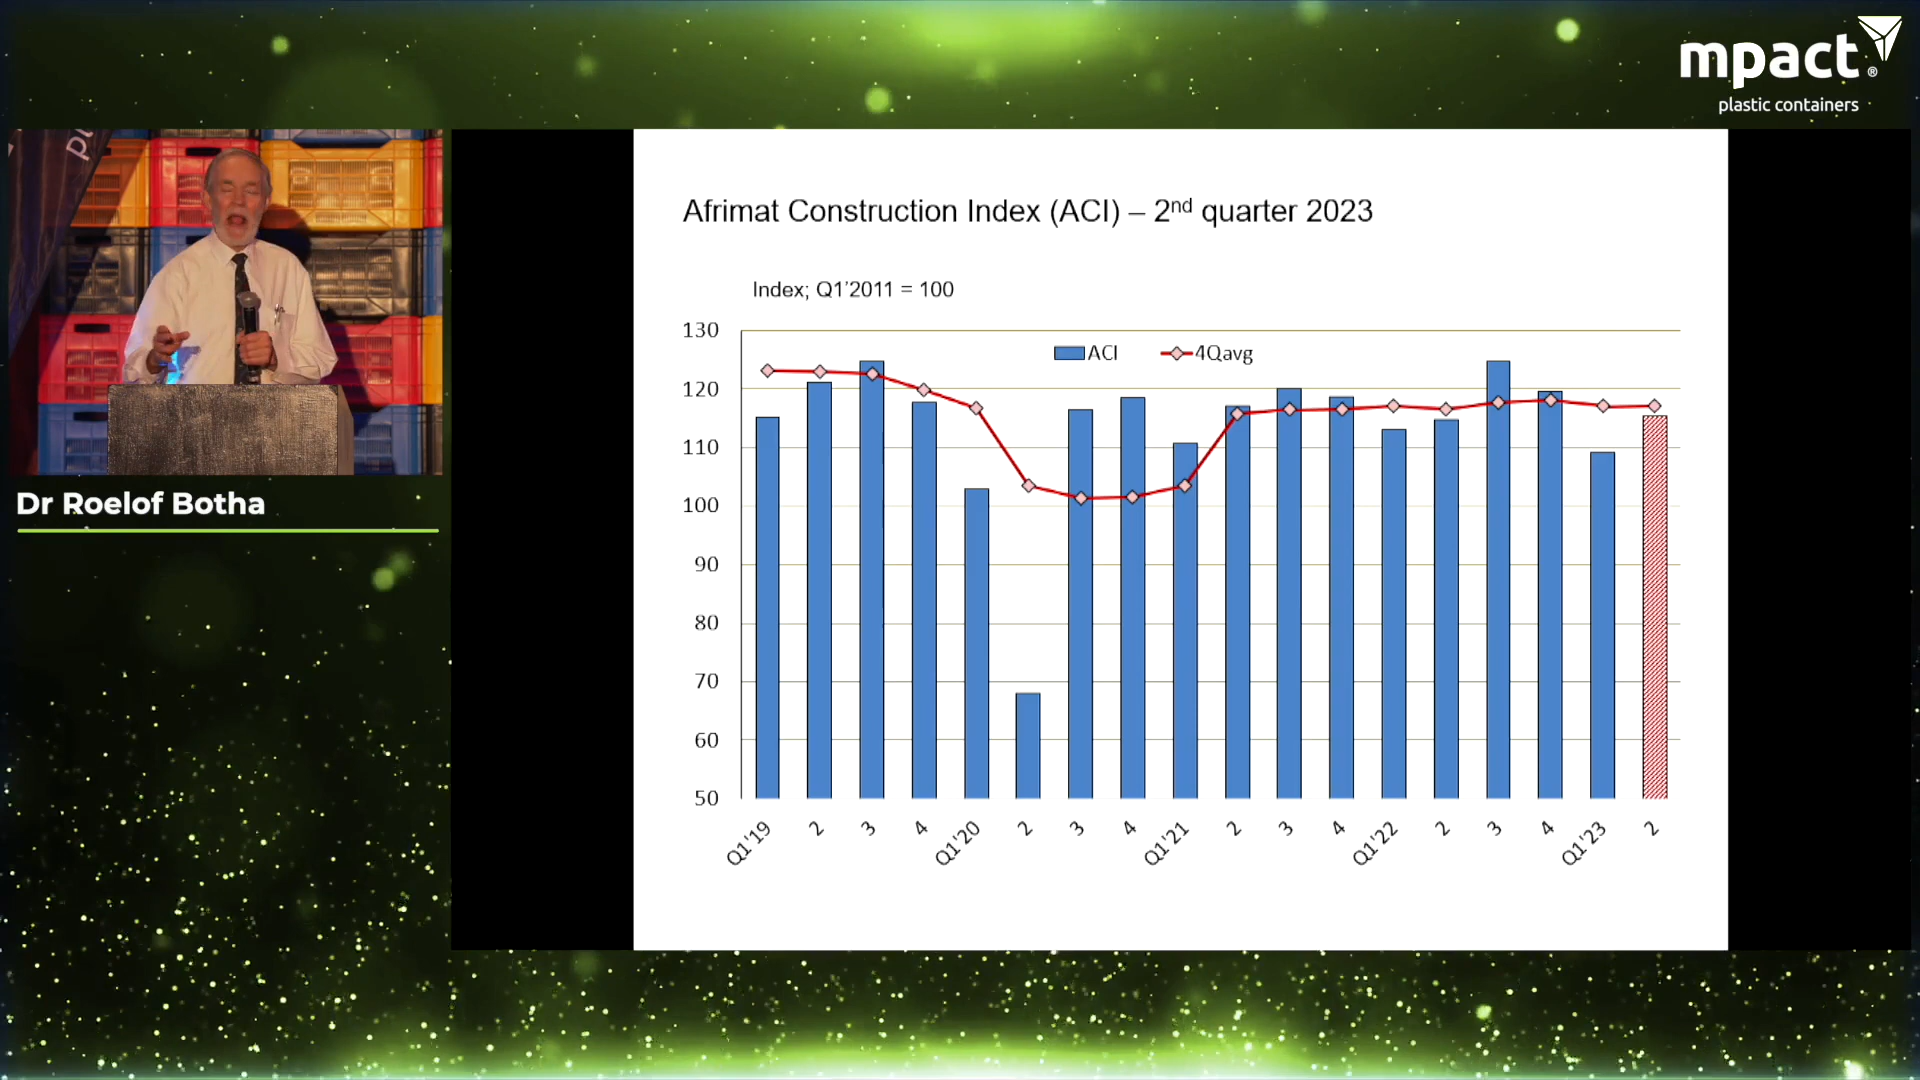 mpact®
plastic containers
Dr Roelof Botha
Afrimat Construction Index (ACI) – 2nd quarter 2023
Index; Q1'2011 = 100
ACI
4Qavg
130
120
110
100
90
80
70
60
50
Q1'19 2 3 4 Q1'20 2 3 4 Q1'21 2 3 4 Q1'22 2 3 4 Q1'23 2